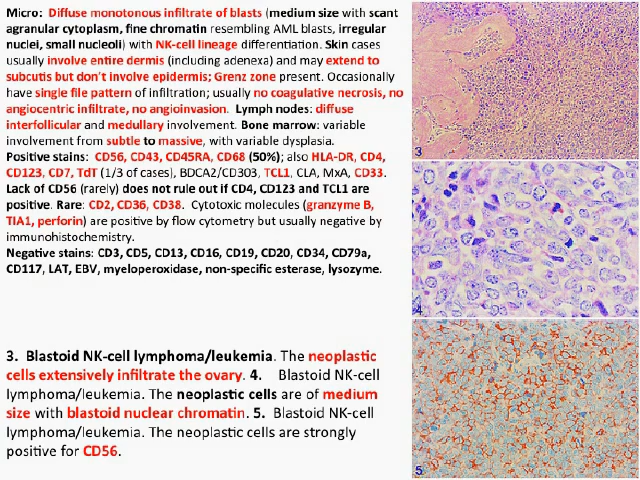 Micro: Diffuse monotonous infiltrate of blasts (medium size with scant
agranular cytoplasm, fine chromatin resembling AML blasts, irregular
nuclei, small nucleoli) with NK-cell lineage differentiation. Skin cases
usually involve entire dermis (including adenexa) and may extend to
subcutis but don't involve epidermis; Grenz zone present. Occasionally
have single file pattern of infiltration; usually no coagulative necrosis, no
angiocentric infiltrate, no angioinvasion. Lymph nodes: diffuse
interfollicular and medullary involvement. Bone marrow: variable
involvement from subtle to massive, with variable dysplasia.
Positive stains: CD56, CD43, CD45RA, CD68 (50%); also HLA-DR, CD4,
CD123, CD7, TdT (1/3 of cases), BDCA2/CD303, TCL1, CLA, MxA, CD33.
Lack of CD56 (rarely) does not rule out if CD4, CD123 and TCL1 are
positive. Rare: CD2, CD36, CD38. Cytotoxic molecules (granzyme B,
TIA1, perforin) are positive by flow cytometry but usually negative by
immunohistochemistry.
Negative stains: CD3, CD5, CD13, CD16, CD19, CD20, CD34, CD79a,
CD117, LAT, EBV, myeloperoxidase, non-specific esterase, lysozyme.
3. Blastoid NK-cell lymphoma/leukemia. The neoplastic
cells extensively infiltrate the ovary. 4. Blastoid NK-cell
lymphoma/leukemia. The neoplastic cells are of medium
size with blastoid nuclear chromatin. 5. Blastoid NK-cell
lymphoma/leukemia. The neoplastic cells are strongly
positive for CD56.
3
4
5